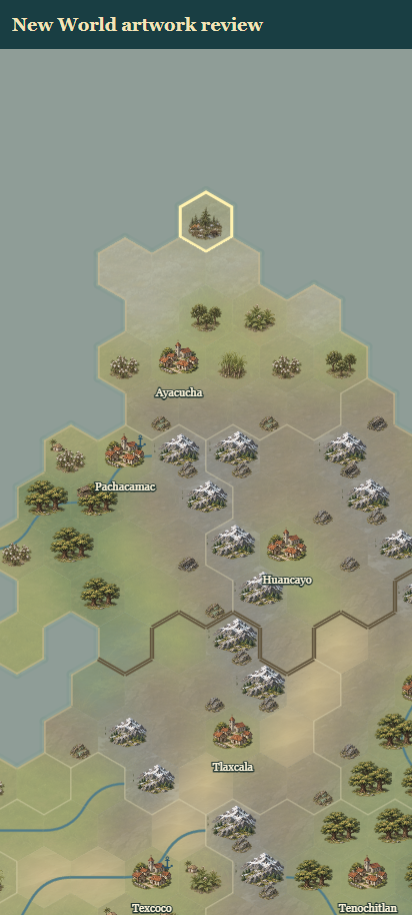 New World artwork review
Ayacucha
Pachacamac
Huancayo
Tlaxcala
Texcoco
Tenochitlan